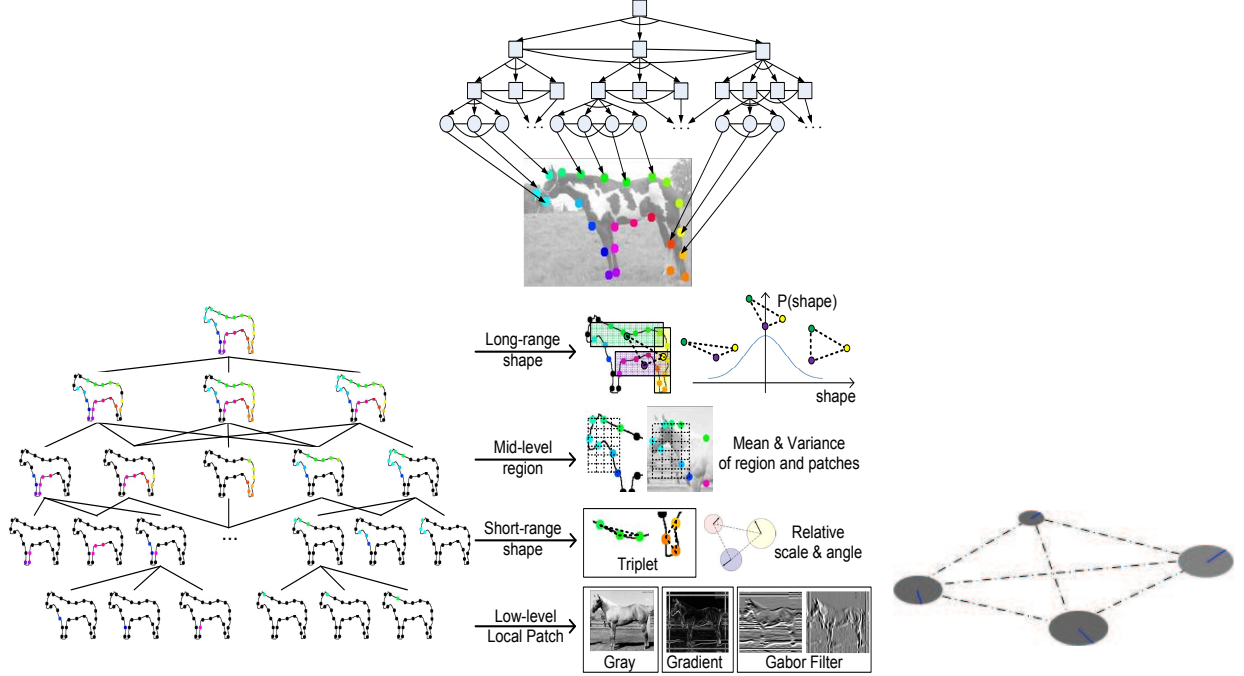 ...
...
...
P(shape)
Long-range
shape
shape
Mid-level
region
Mean & Variance
of region and patches
...
Short-range
shape
Triplet
Relative
scale & angle
Low-level
Local Patch
Gray
Gradient
Gabor Filter